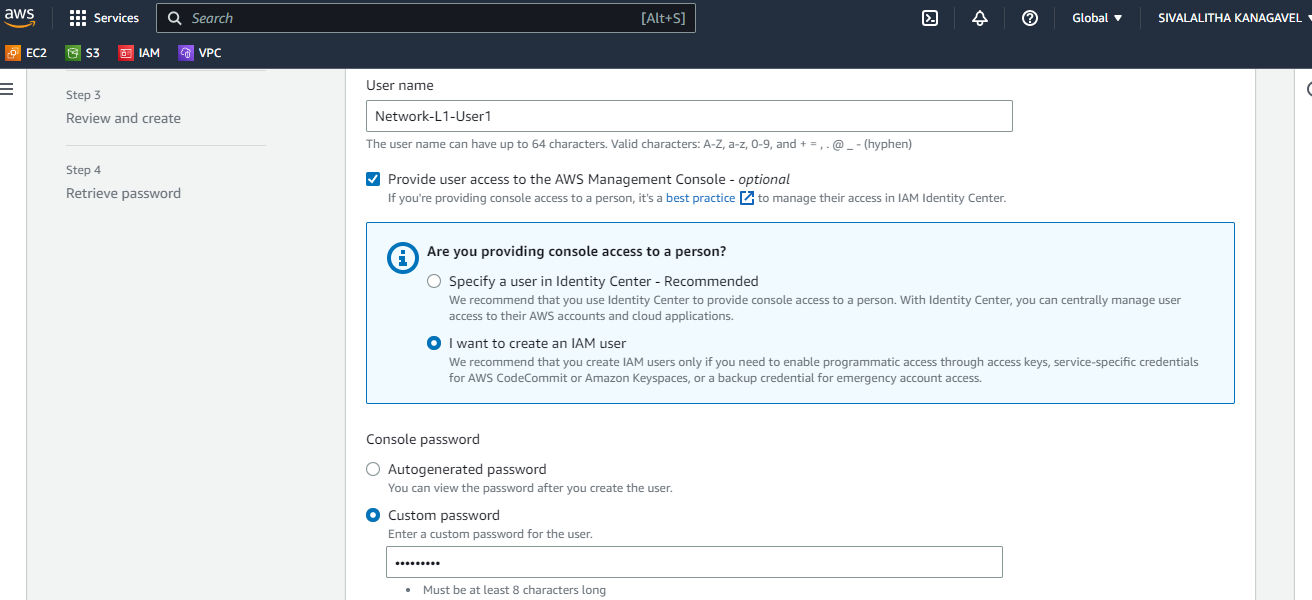 aws
Services
Search
[Alt+S]
Global
SIVALALITHA KANAGAVEL
EC2
S3
IAM
VPC
Step 3
Review and create
Step 4
Retrieve password
User name
Network-L1-User1
The user name can have up to 64 characters. Valid characters: A-Z, a-z, 0-9, and + = , . @ _ - (hyphen)
Provide user access to the AWS Management Console - optional
If you're providing console access to a person, it's a best practice to manage their access in IAM Identity Center.
Are you providing console access to a person?
Specify a user in Identity Center - Recommended
We recommend that you use Identity Center to provide console access to a person. With Identity Center, you can centrally manage user
access to their AWS accounts and cloud applications.
I want to create an IAM user
We recommend that you create IAM users only if you need to enable programmatic access through access keys, service-specific credentials
for AWS CodeCommit or Amazon Keyspaces, or a backup credential for emergency account access.
Console password
Autogenerated password
You can view the password after you create the user.
Custom password
Enter a custom password for the user.
•••••••••
• Must be at least 8 characters long